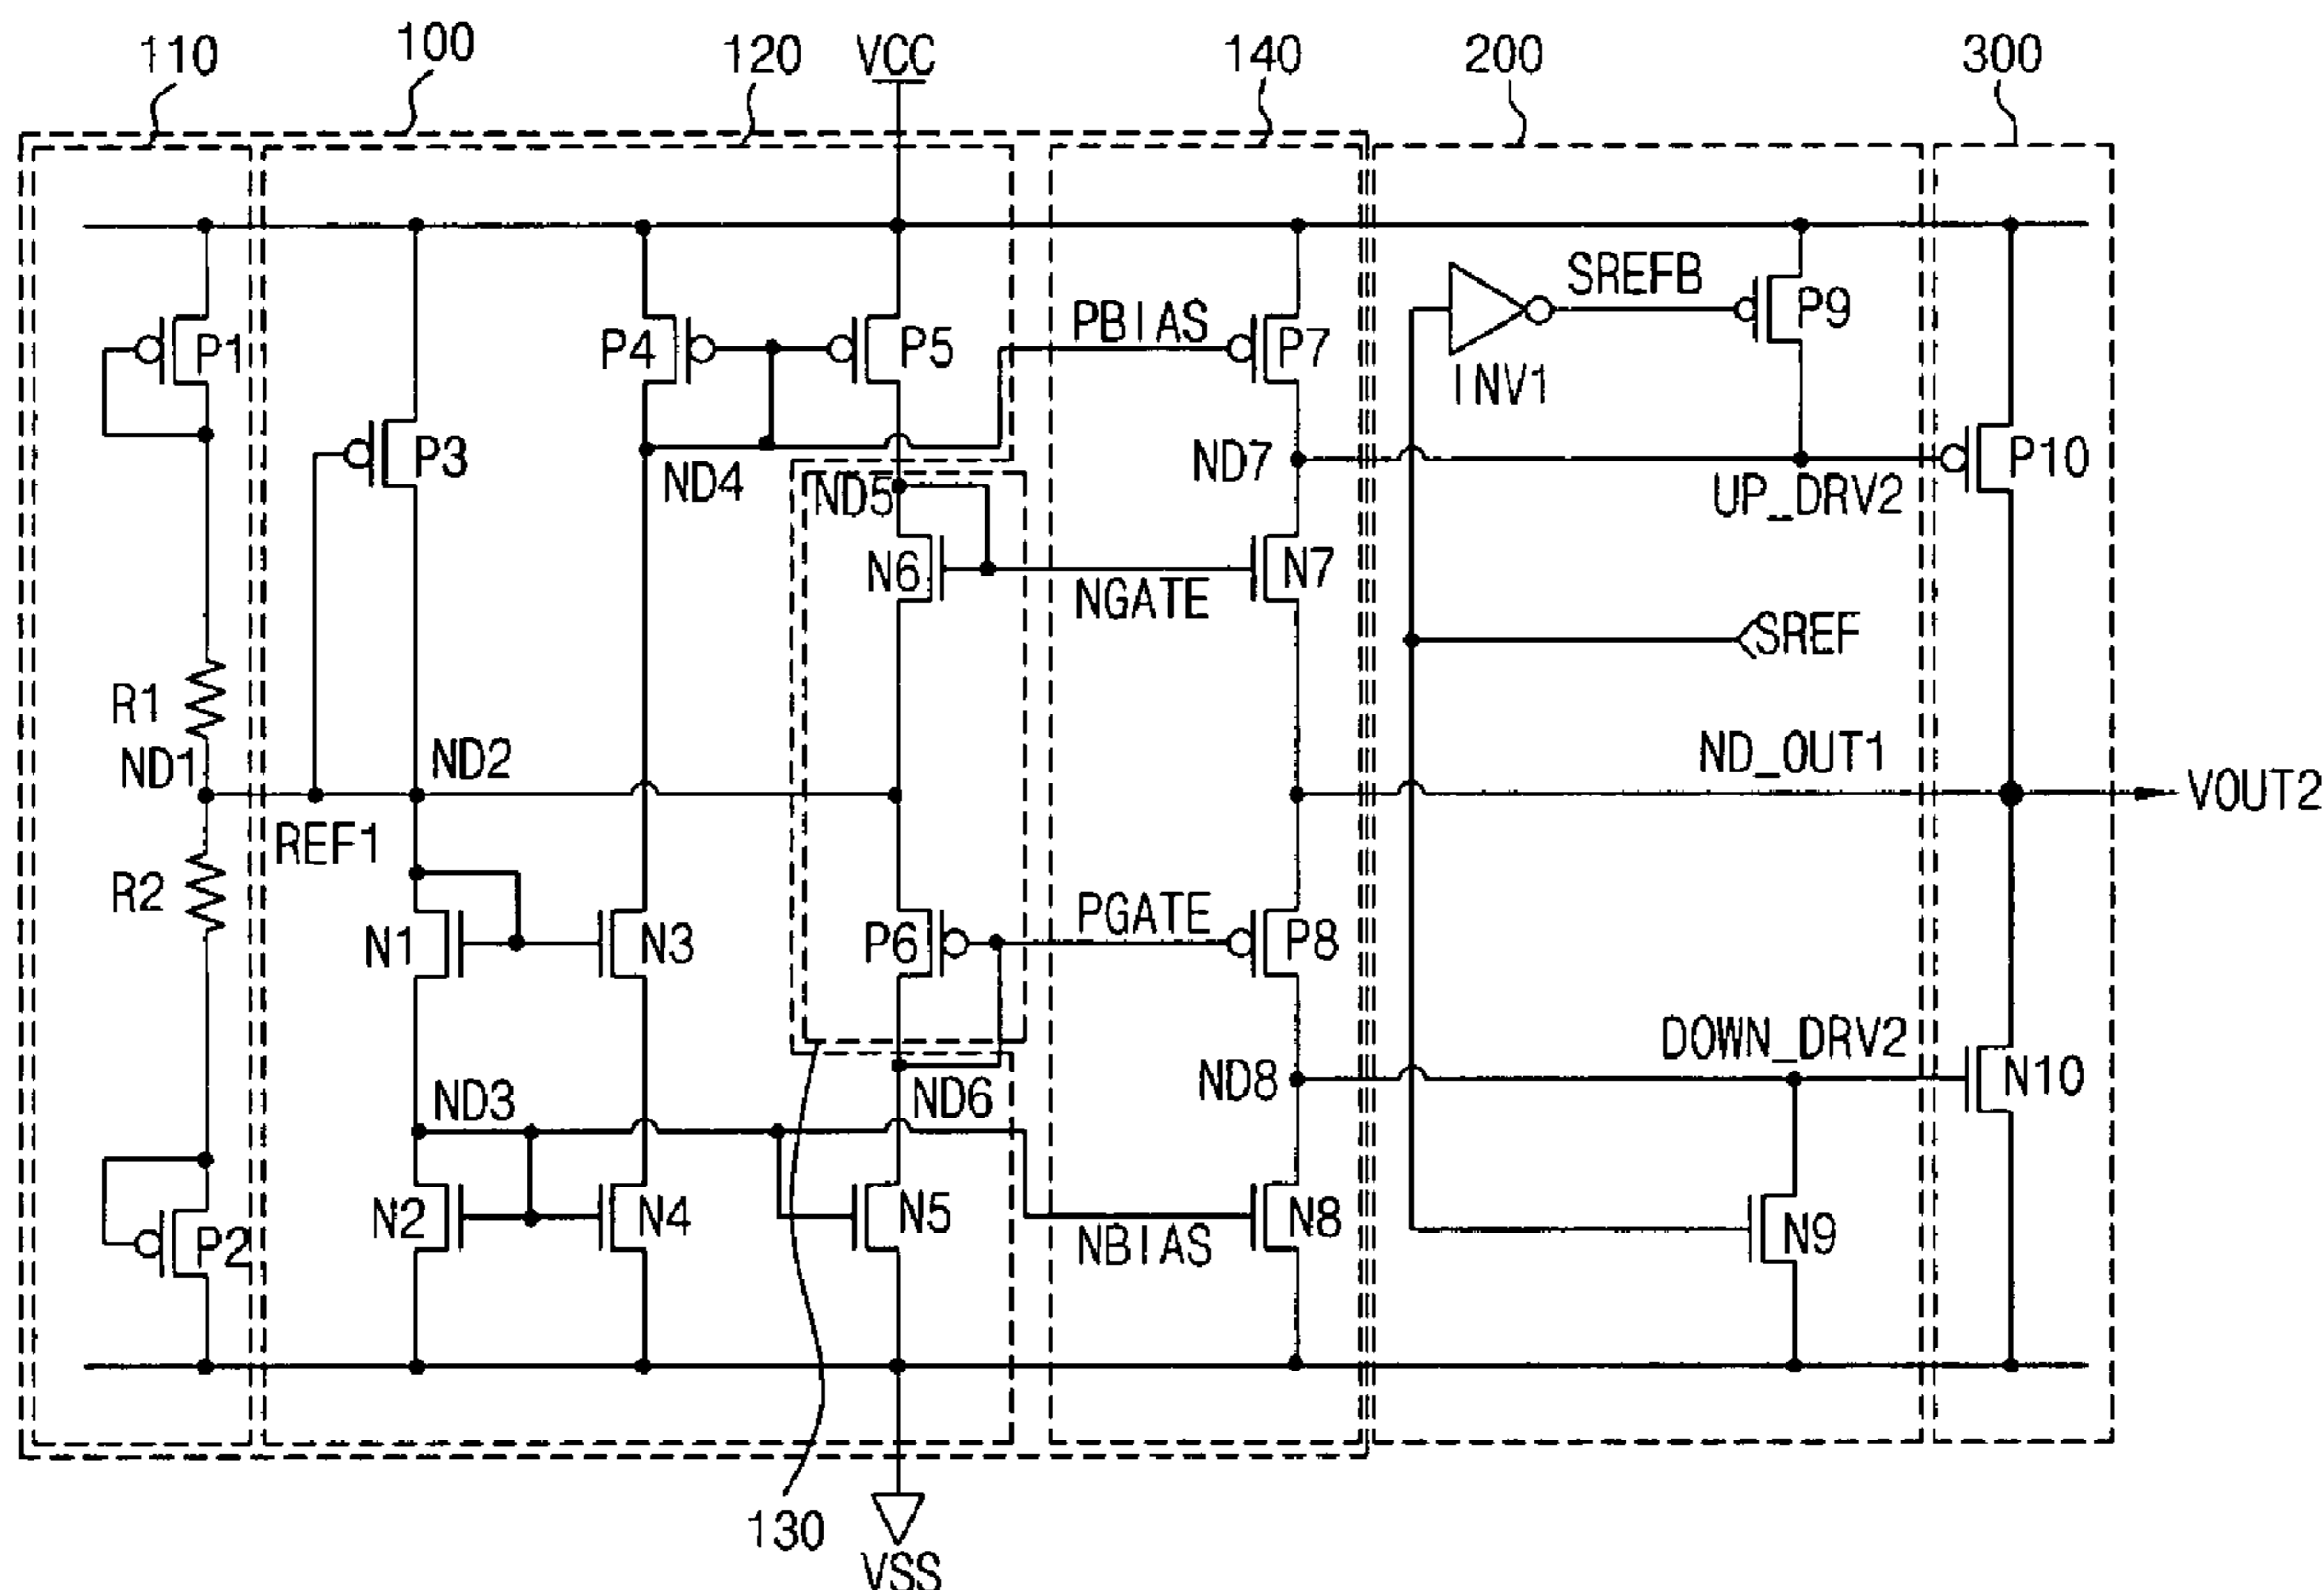 110
100
120
VCC
140
200
300
SREFB
PBIAS
P9
P1
P4
P5
P7
INV1
P3
ND4
ND5
ND7
P10
UP_DRV2
N6
N7
NGATE
SREF
R1
ND1
ND2
ND_OUT1
VOUT2
REF1
R2
PGATE
N1
N3
P6
P8
DOWN_DRV2
ND3
ND6
ND8
N10
P2
N2
N4
N5
NBIAS
N8
N9
130
VSS